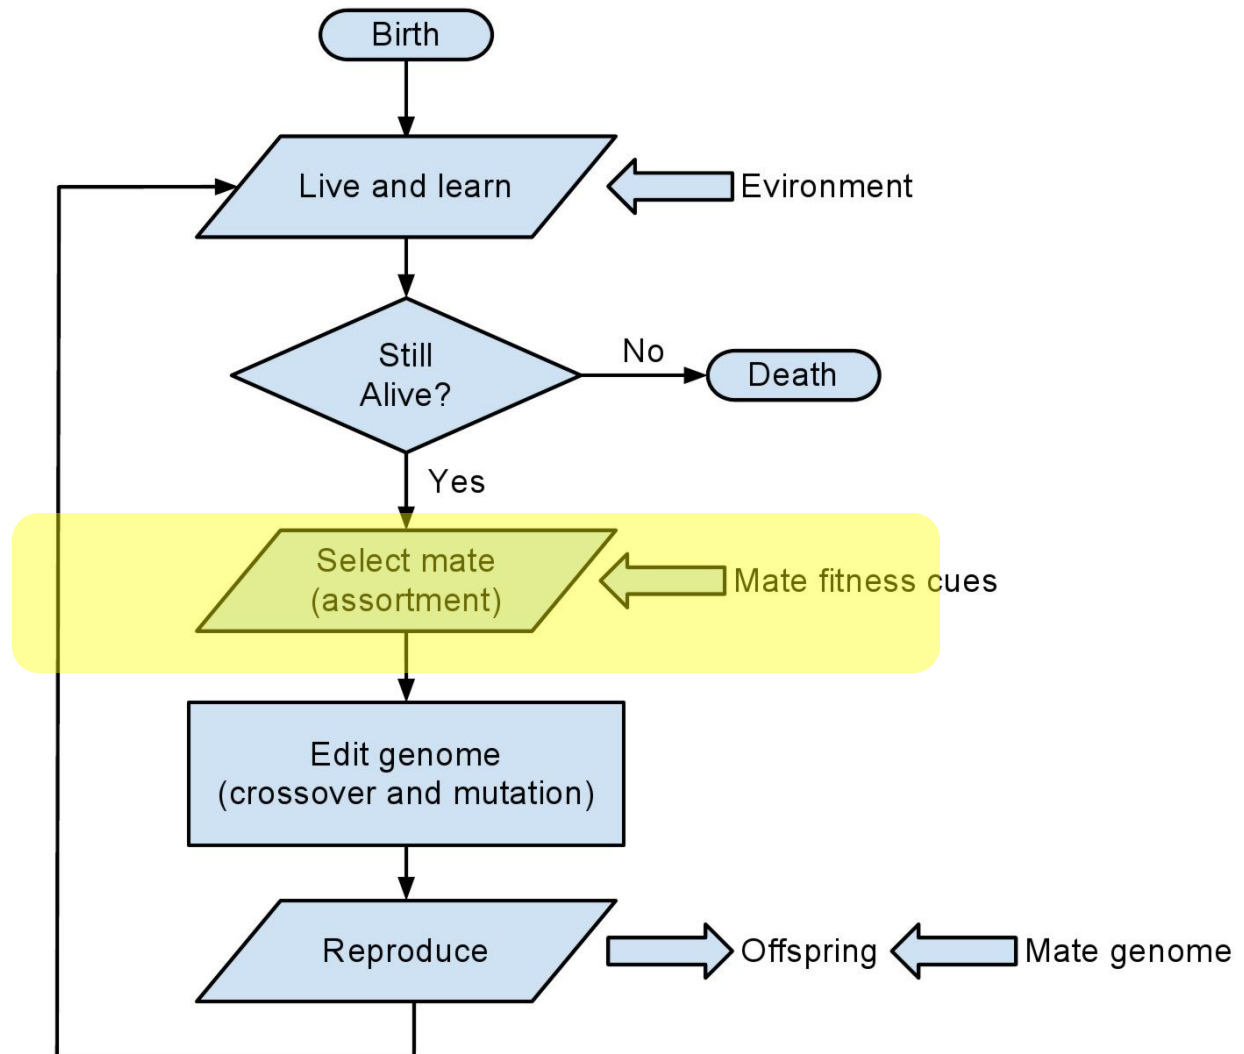 Birth
Live and learn
Evironment
Still
Alive?
No
Death
Yes
Select mate
(assortment)
Mate fitness cues
Edit genome
(crossover and mutation)
Reproduce
Offspring
Mate genome